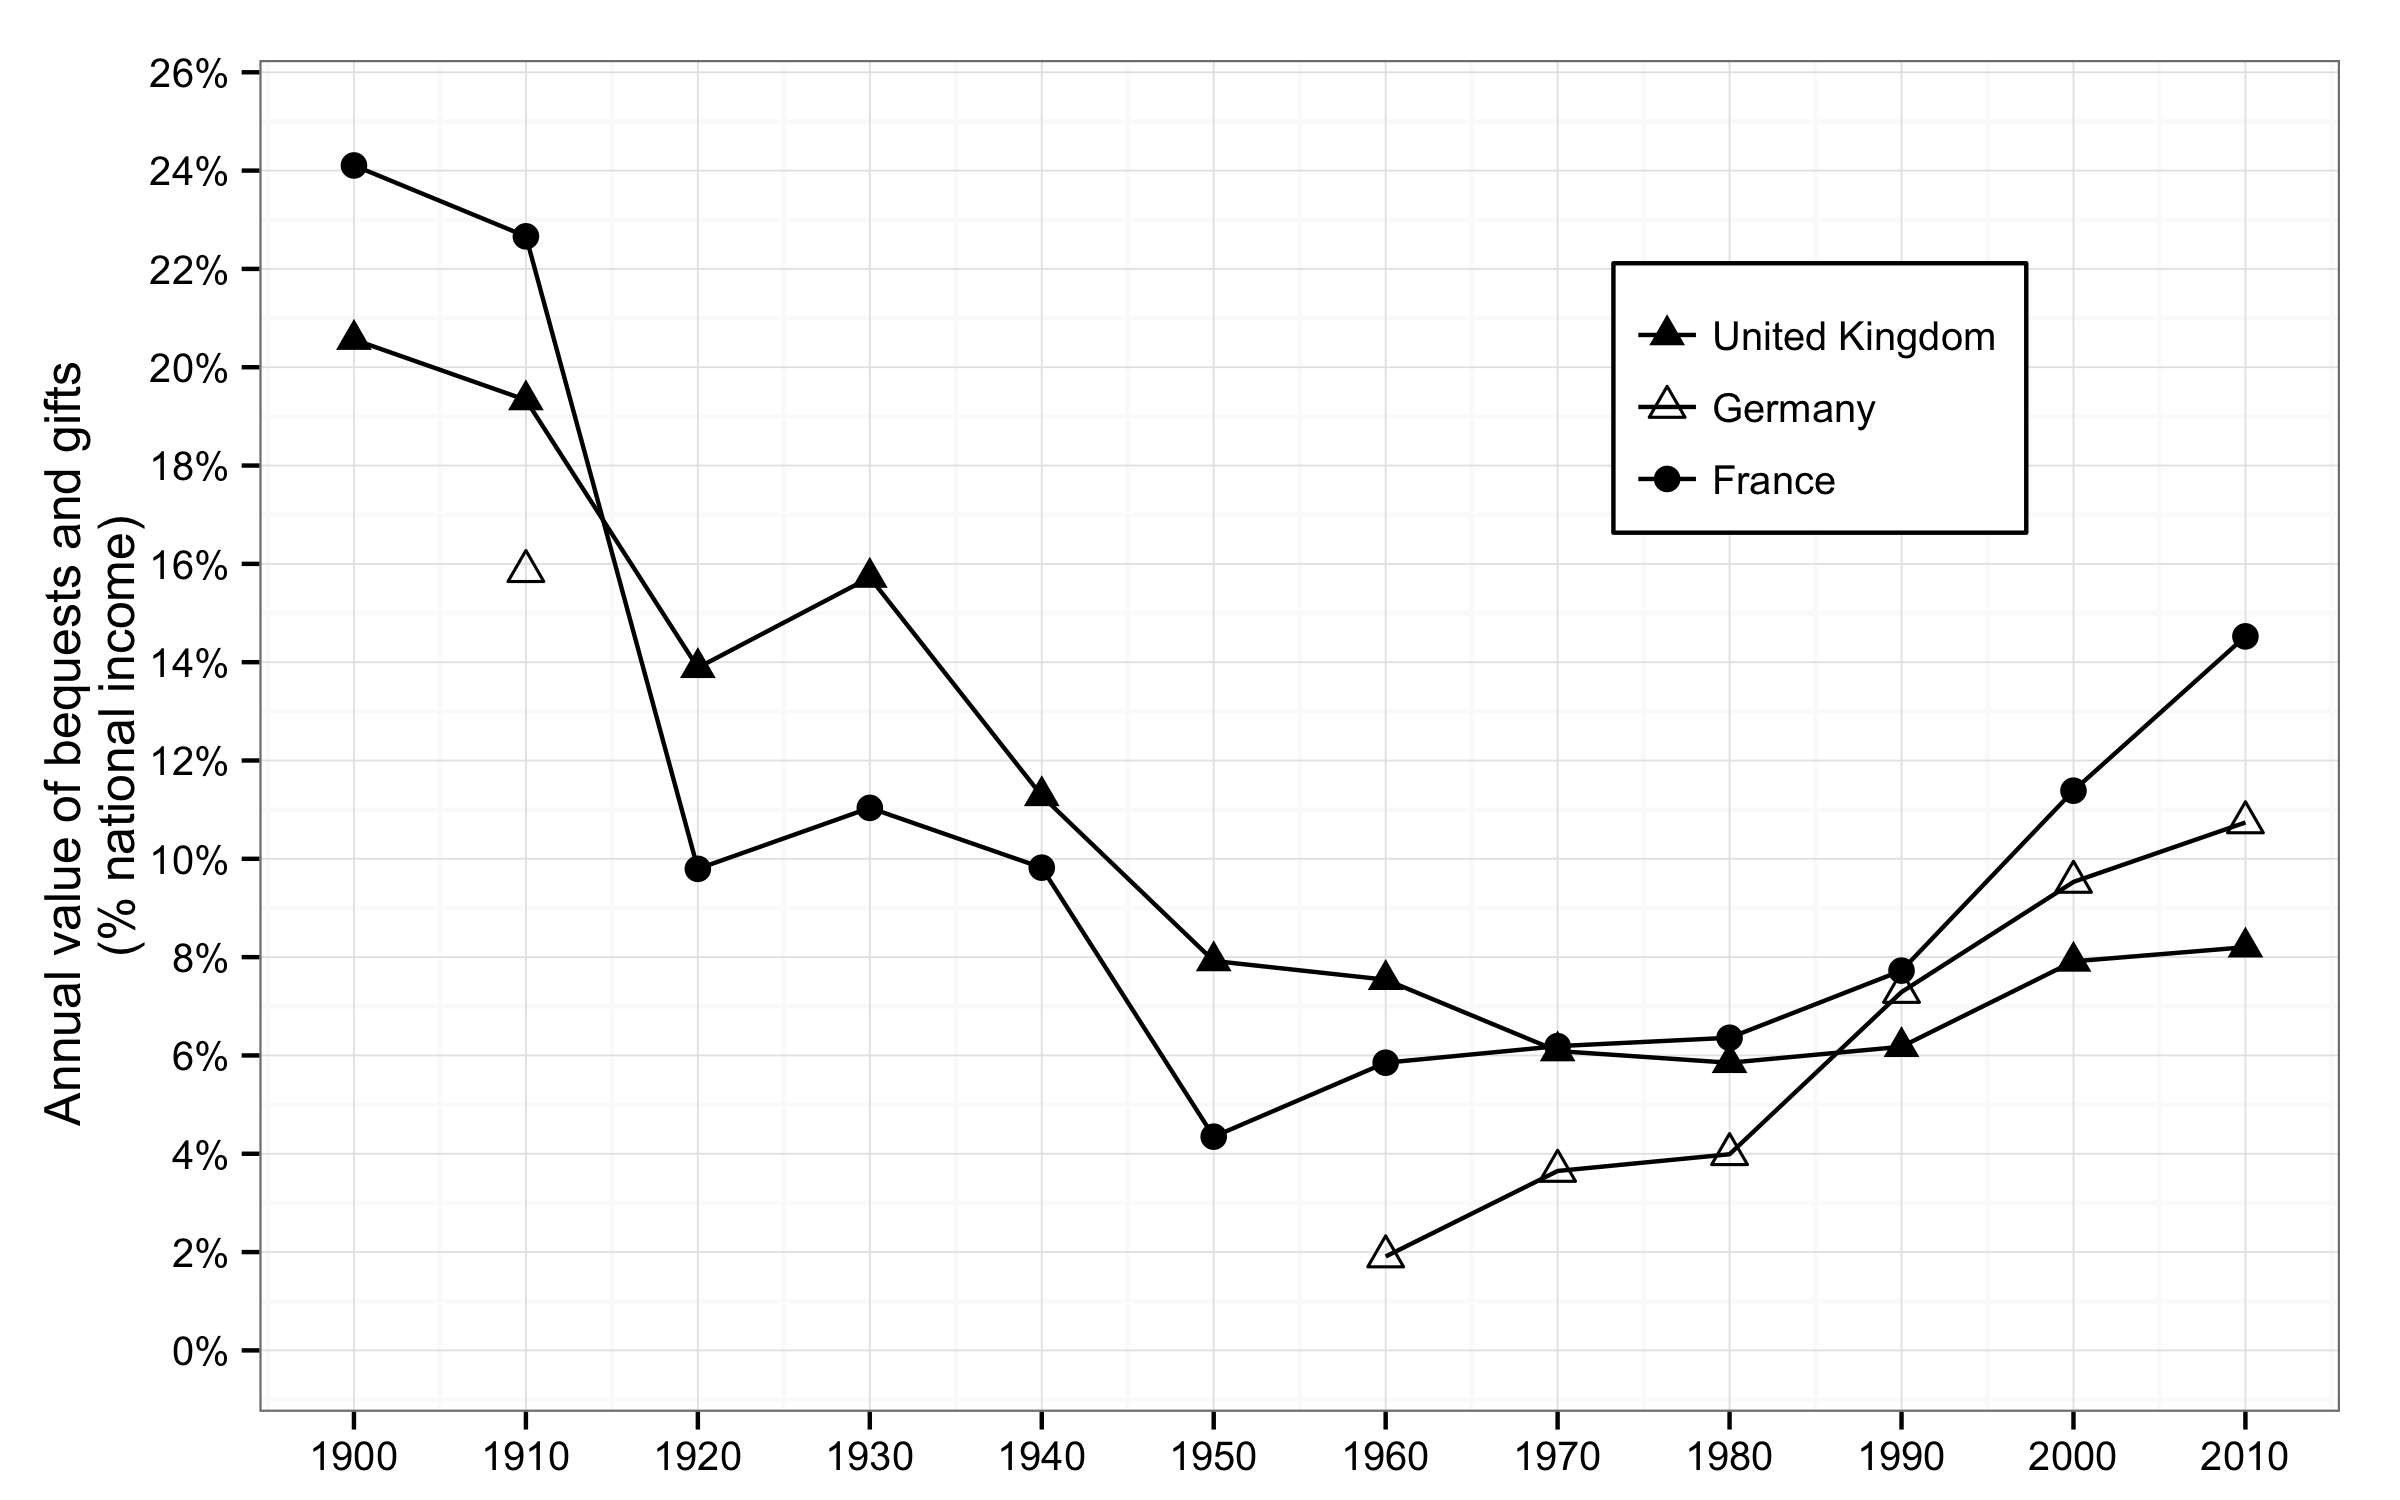 Annual value of bequests and gifts
(% national income)
26%
24%
22%
20%
18%
16%
14%
12%
10%
8%
6%
4%
2%
0%
United Kingdom
Germany
France
1900 1910 1920 1930 1940 1950 1960 1970 1980 1990 2000 2010